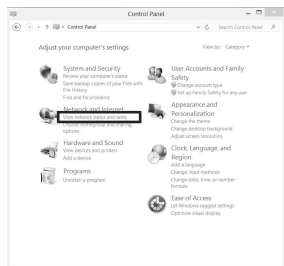 Control Panel
Control Panel
Search Control Panel
Adjust your computer's settings
View by: Category
System and Security
Review your computer's status
Save backup copies of your files with
File History
Find and fix problems
Network and Internet
View network status and tasks
Choose homegroup and sharing
options
Hardware and Sound
View devices and printers
Add a device
Programs
Uninstall a program
User Accounts and Family
Safety
Change account type
Set up Family Safety for any user
Appearance and
Personalization
Change the theme
Change desktop background
Adjust screen resolution
Clock, Language, and
Region
Add a language
Change input methods
Change date, time, or number
formats
Ease of Access
Let Windows suggest settings
Optimize visual display